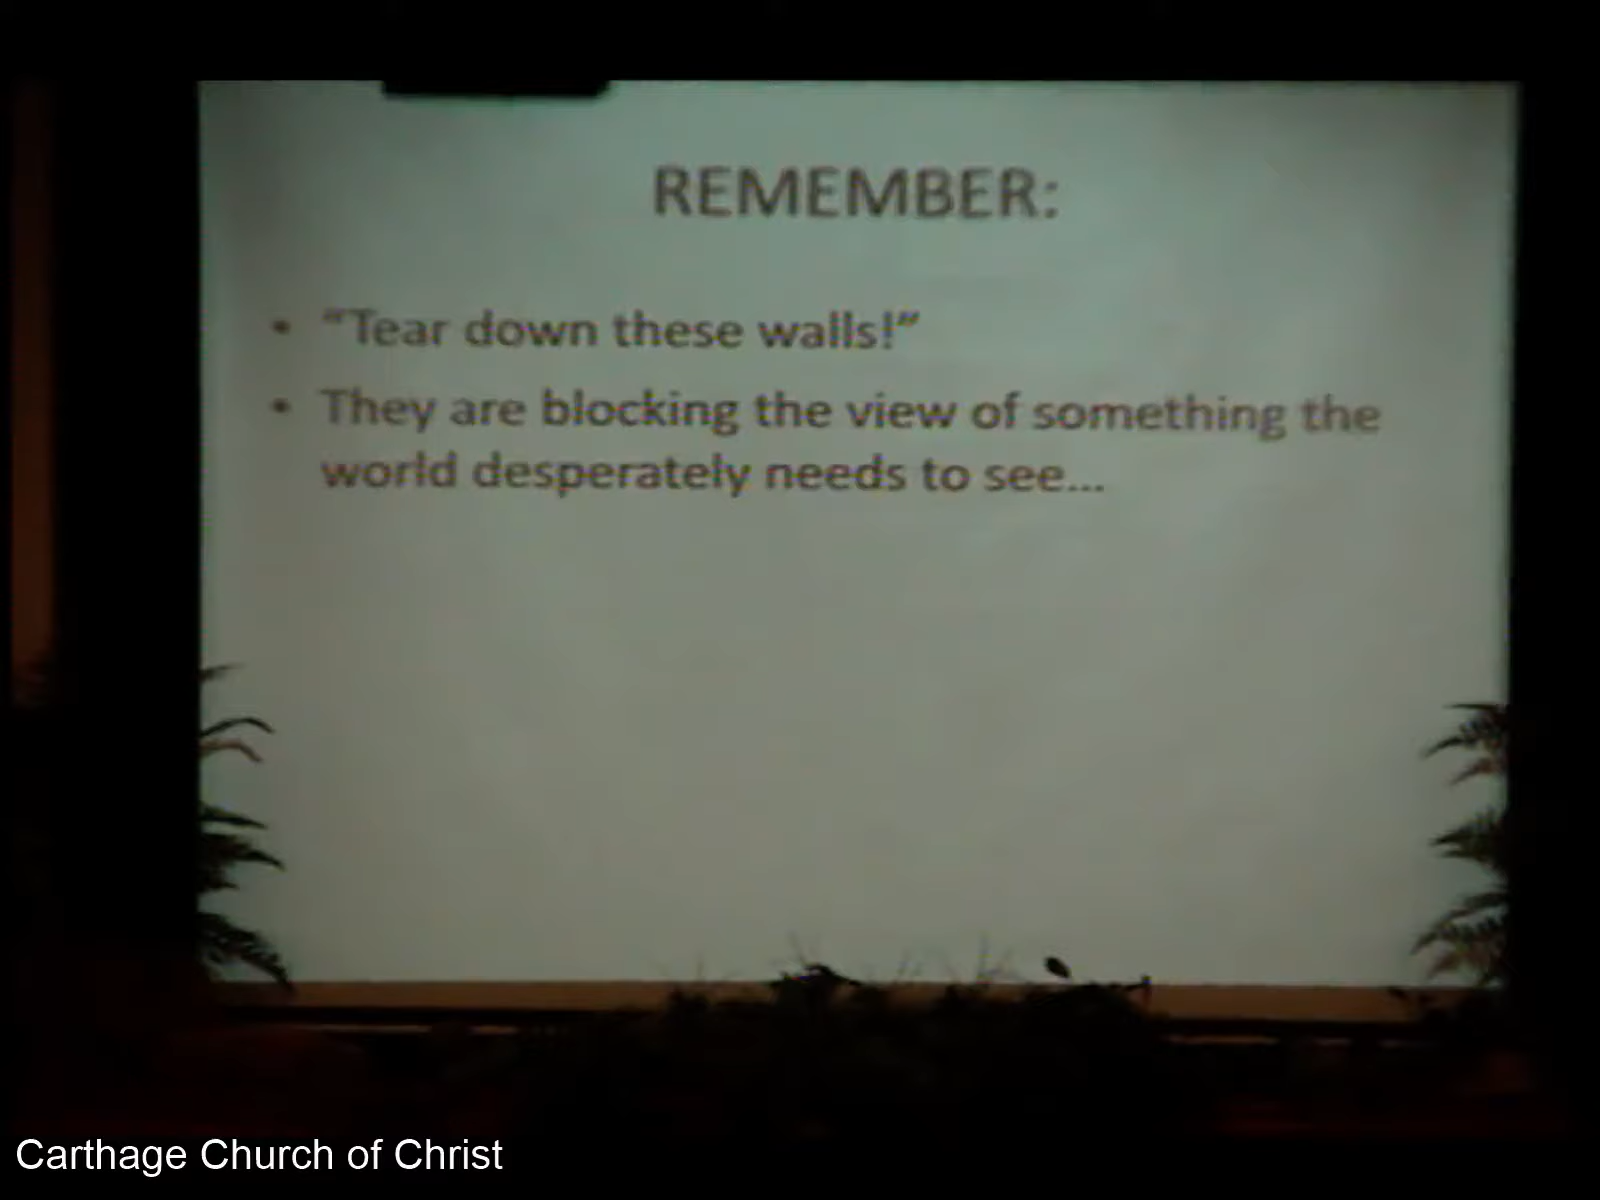 REMEMBER:
• “Tear down these walls!”
• They are blocking the view of something the
world desperately needs to see...
Carthage Church of Christ